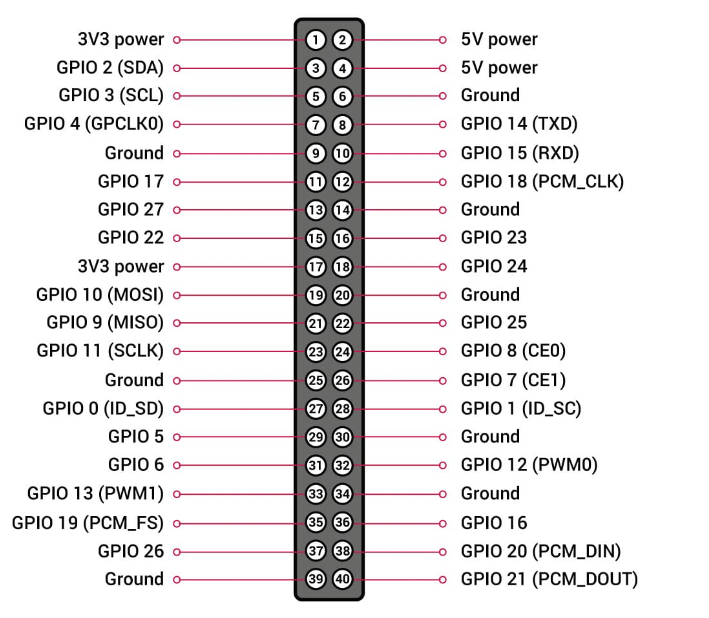 3V3 power 1 2 5V power
GPIO 2 (SDA) 3 4 5V power
GPIO 3 (SCL) 5 6 Ground
GPIO 4 (GPCLK0) 7 8 GPIO 14 (TXD)
Ground 9 10 GPIO 15 (RXD)
GPIO 17 11 12 GPIO 18 (PCM_CLK)
GPIO 27 13 14 Ground
GPIO 22 15 16 GPIO 23
3V3 power 17 18 GPIO 24
GPIO 10 (MOSI) 19 20 Ground
GPIO 9 (MISO) 21 22 GPIO 25
GPIO 11 (SCLK) 23 24 GPIO 8 (CE0)
Ground 25 26 GPIO 7 (CE1)
GPIO 0 (ID_SD) 27 28 GPIO 1 (ID_SC)
GPIO 5 29 30 Ground
GPIO 6 31 32 GPIO 12 (PWM0)
GPIO 13 (PWM1) 33 34 Ground
GPIO 19 (PCM_FS) 35 36 GPIO 16
GPIO 26 37 38 GPIO 20 (PCM_DIN)
Ground 39 40 GPIO 21 (PCM_DOUT)